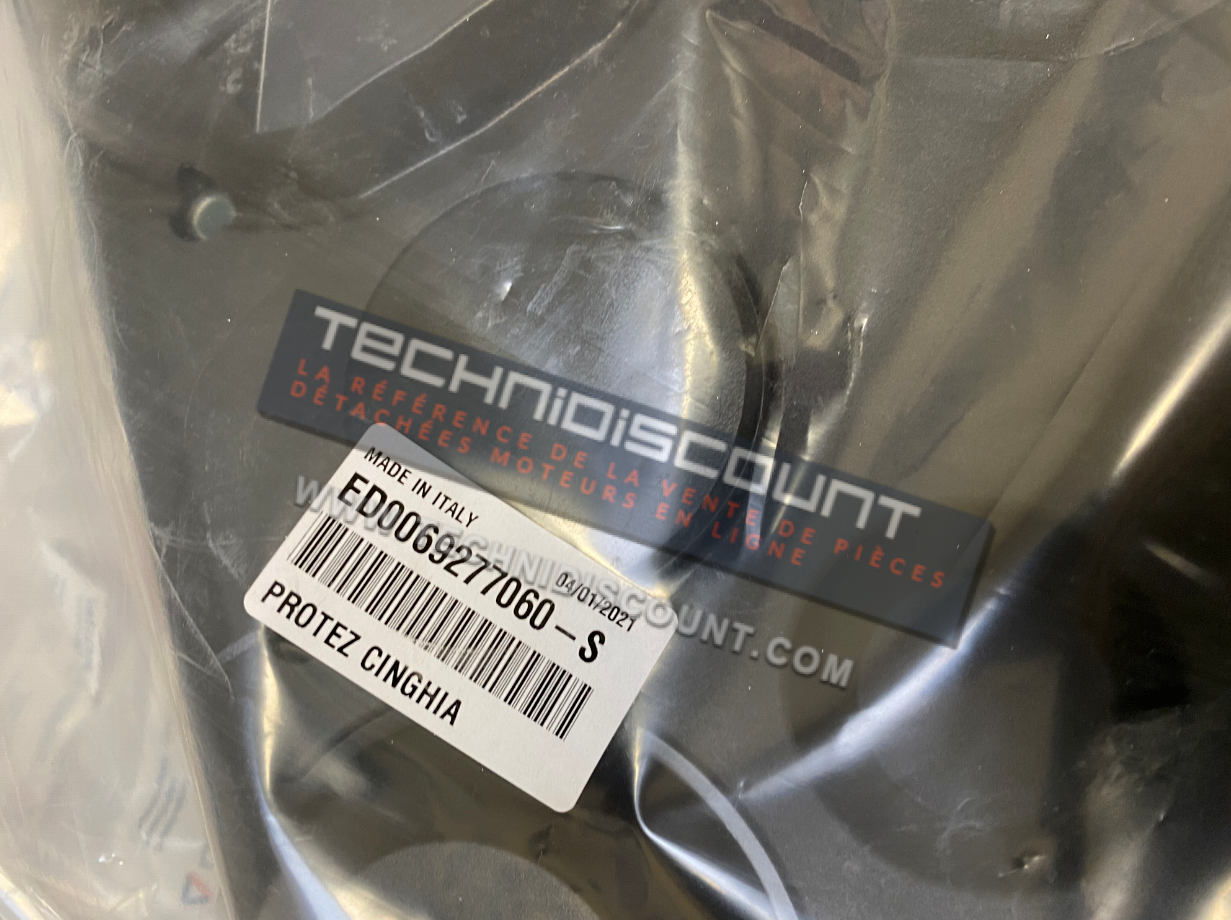 TECHNIDISCOUNT
LA RÉFÉRENCE DE LA VENTE DE PIÈCES
DÉTACHÉES MOTEURS EN LIGNE
WWW.TECHNIDISCOUNT.COM
MADE IN ITALY
04/01/2021
ED0069277060-S
PROTEZ CINGHIA